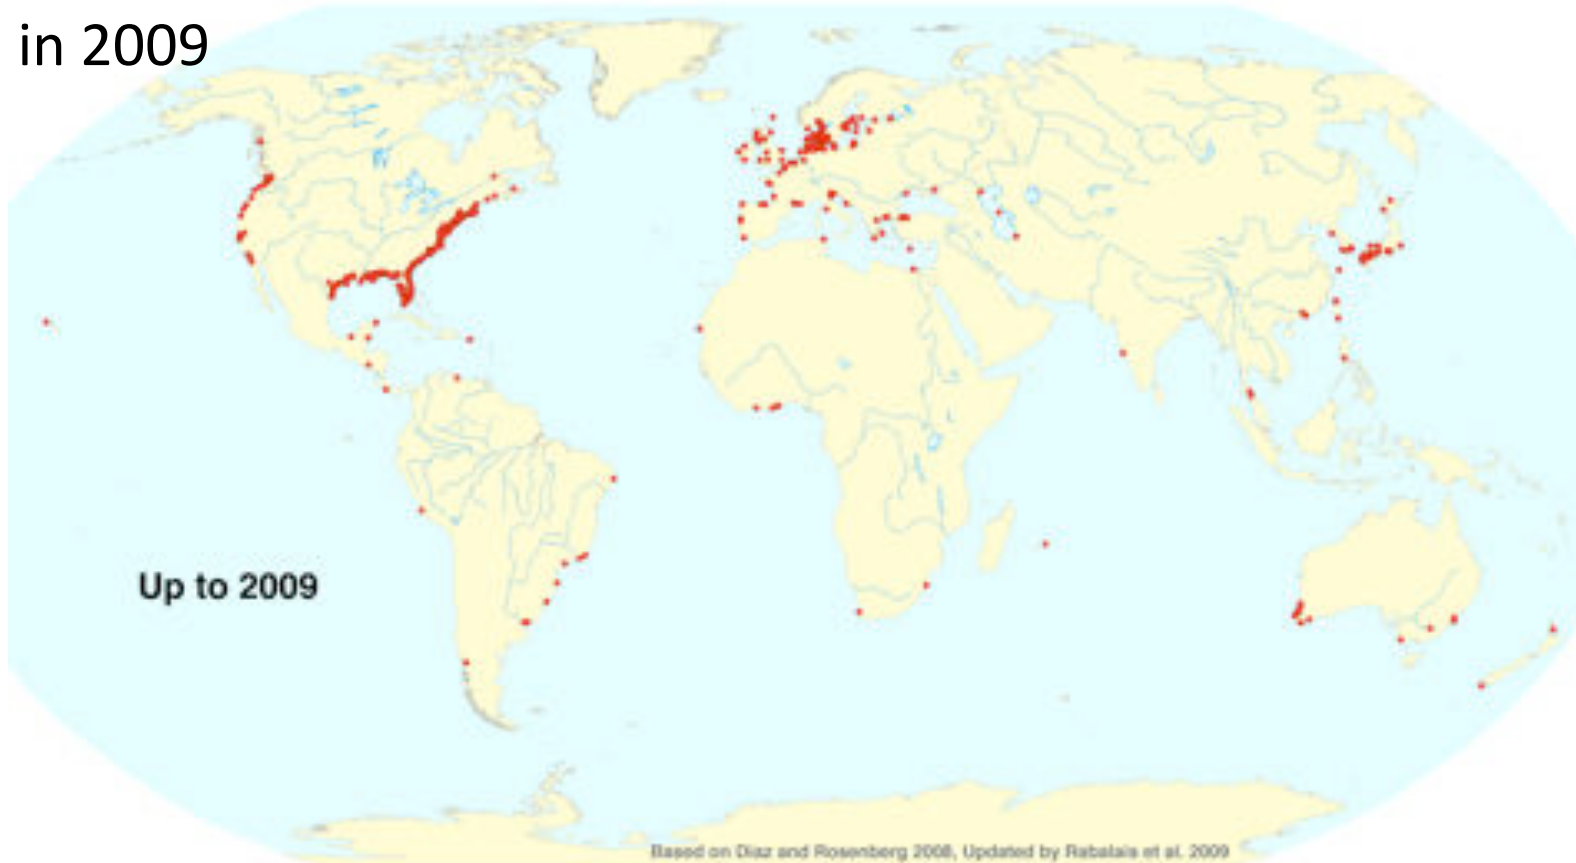 in 2009
Up to 2009
Based on Diaz and Rosenberg 2008, Updated by Rabalais et al. 2009